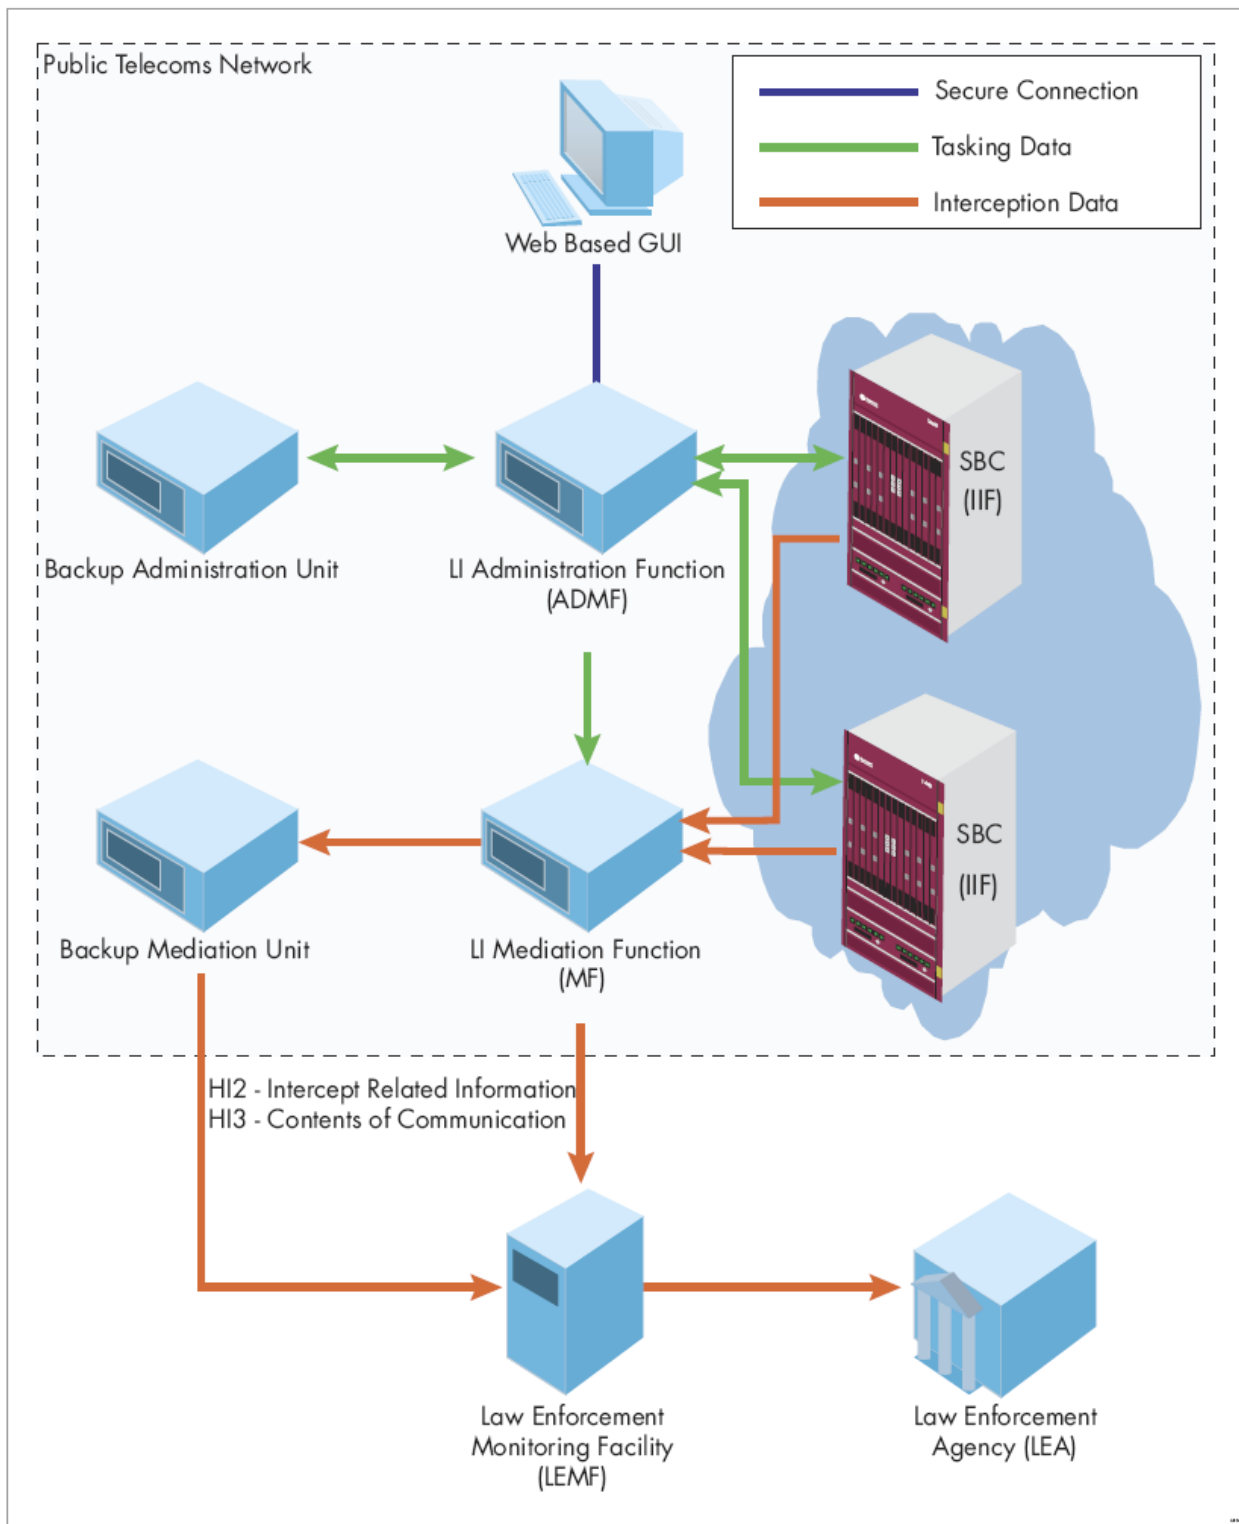 Public Telecoms Network
Secure Connection
Tasking Data
Interception Data
Web Based GUI
SBC
(IIF)
Backup Administration Unit
LI Administration Function
(ADMF)
SBC
(IIF)
Backup Mediation Unit
LI Mediation Function
(MF)
HI2 - Intercept Related Information
HI3 - Contents of Communication
Law Enforcement
Monitoring Facility
(LEMF)
Law Enforcement
Agency (LEA)